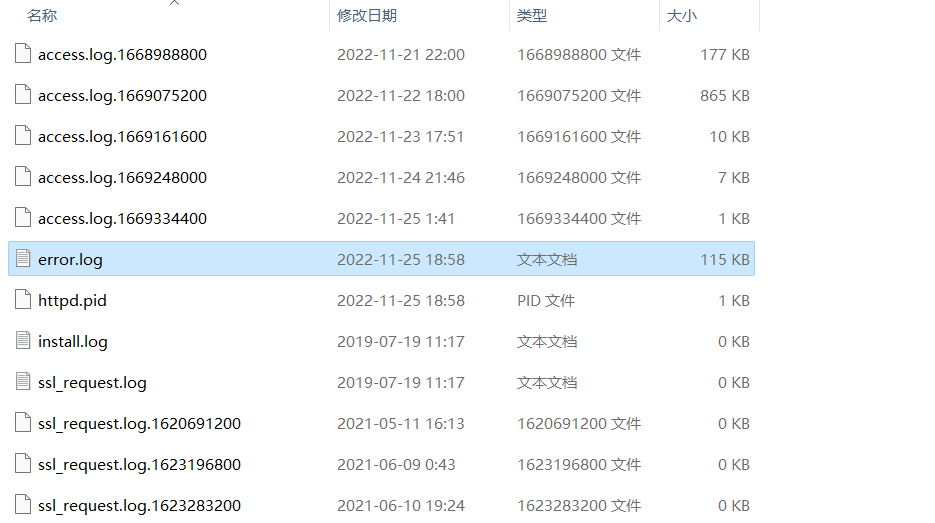 名称 修改日期 类型 大小
access.log.1668988800 2022-11-21 22:00 1668988800 文件 177 KB
access.log.1669075200 2022-11-22 18:00 1669075200 文件 865 KB
access.log.1669161600 2022-11-23 17:51 1669161600 文件 10 KB
access.log.1669248000 2022-11-24 21:46 1669248000 文件 7 KB
access.log.1669334400 2022-11-25 1:41 1669334400 文件 1 KB
error.log 2022-11-25 18:58 文本文档 115 KB
httpd.pid 2022-11-25 18:58 PID 文件 1 KB
install.log 2019-07-19 11:17 文本文档 0 KB
ssl_request.log 2019-07-19 11:17 文本文档 0 KB
ssl_request.log.1620691200 2021-05-11 16:13 1620691200 文件 0 KB
ssl_request.log.1623196800 2021-06-09 0:43 1623196800 文件 0 KB
ssl_request.log.1623283200 2021-06-10 19:24 1623283200 文件 0 KB